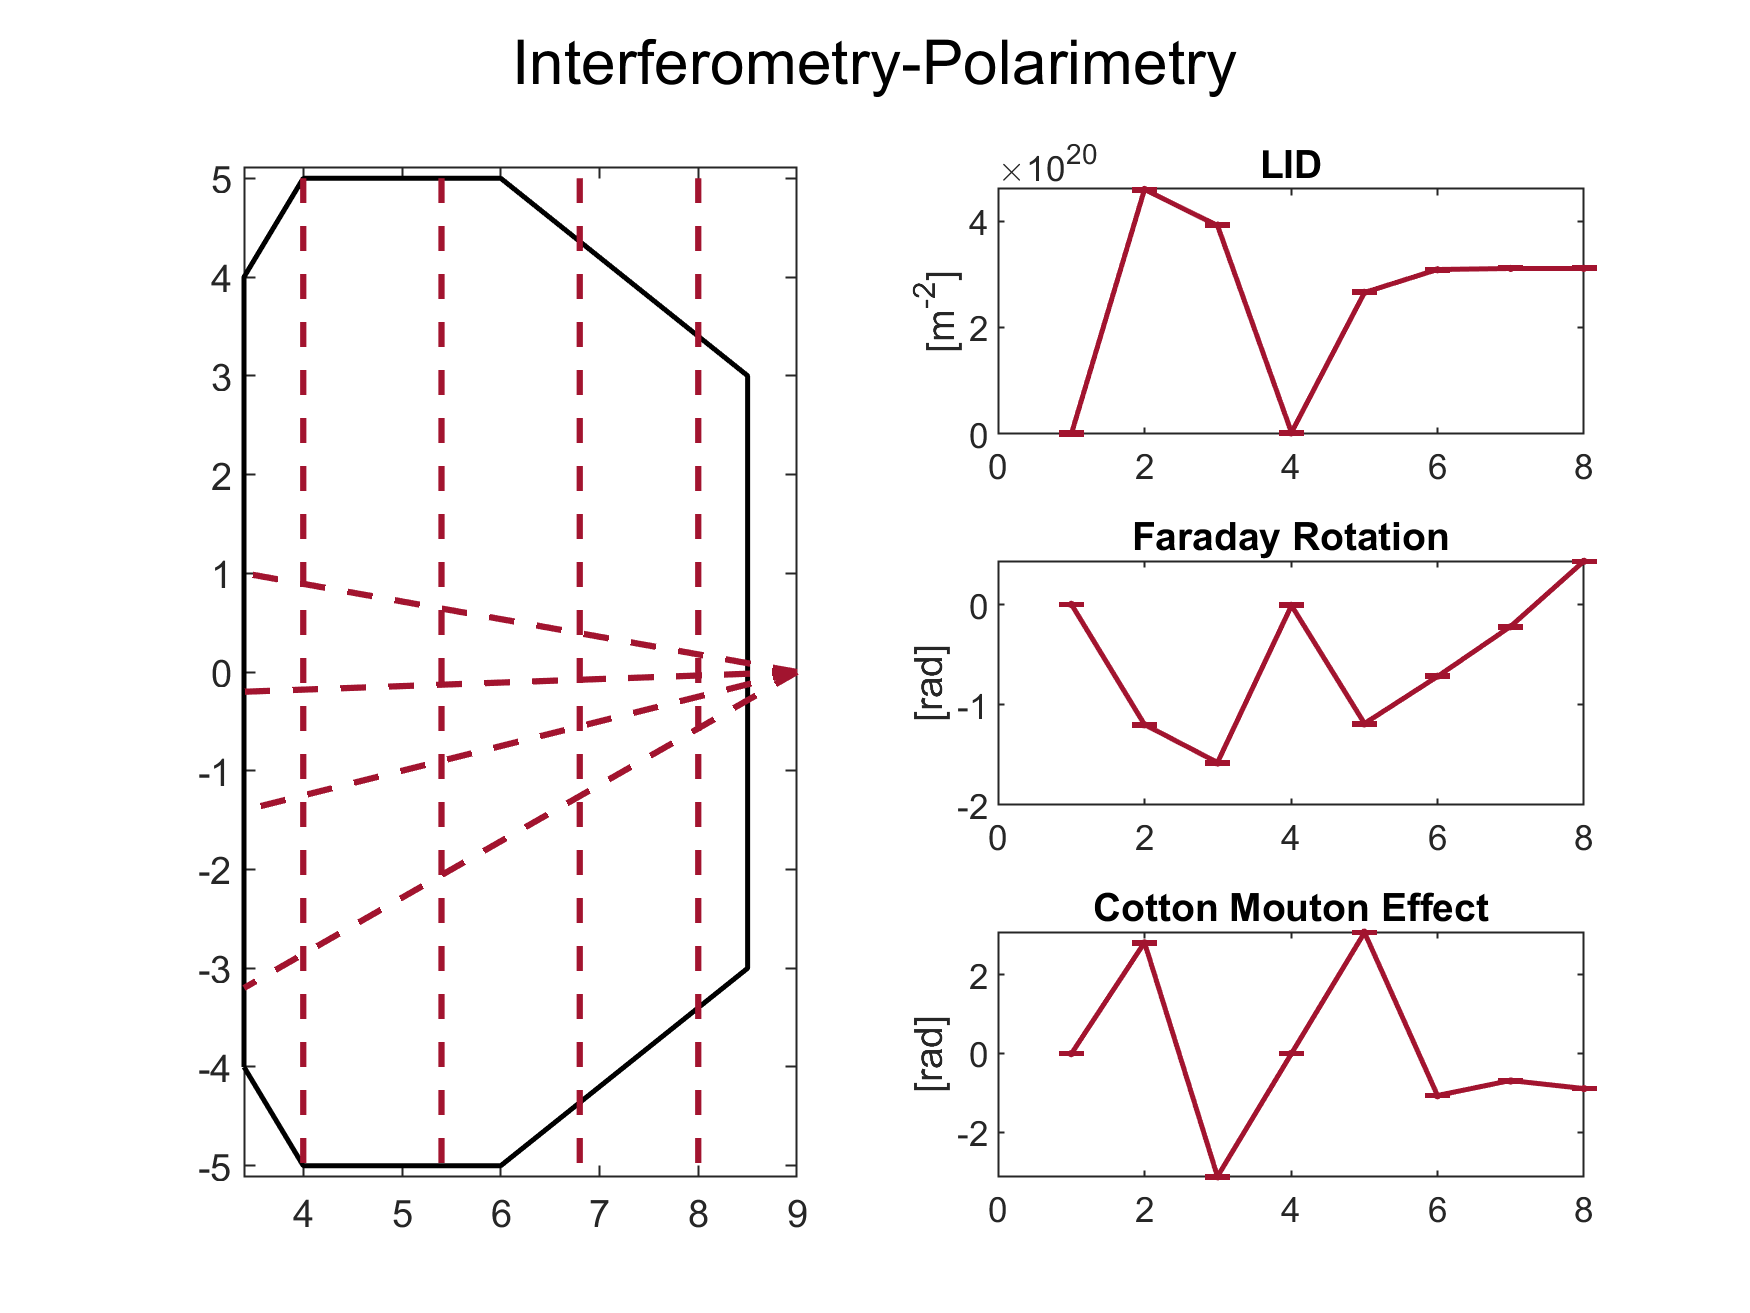 Interferometry-Polarimetry
5
4
3
2
1
0
-1
-2
-3
-4
-5
4 5 6 7 8 9
×10^20
LID
[m^-2]
4
2
0
0 2 4 6 8
Faraday Rotation
[rad]
0
-1
-2
0 2 4 6 8
Cotton Mouton Effect
[rad]
2
0
-2
0 2 4 6 8